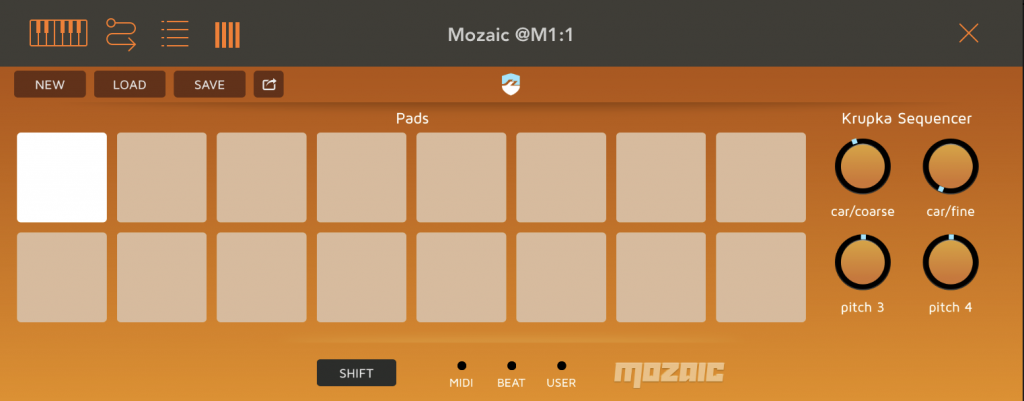 Mozaic @M1:1
NEW
LOAD
SAVE
Pads
Krupka Sequencer
car/coarse
car/fine
pitch 3
pitch 4
SHIFT
MIDI
BEAT
USER
MOZAIC